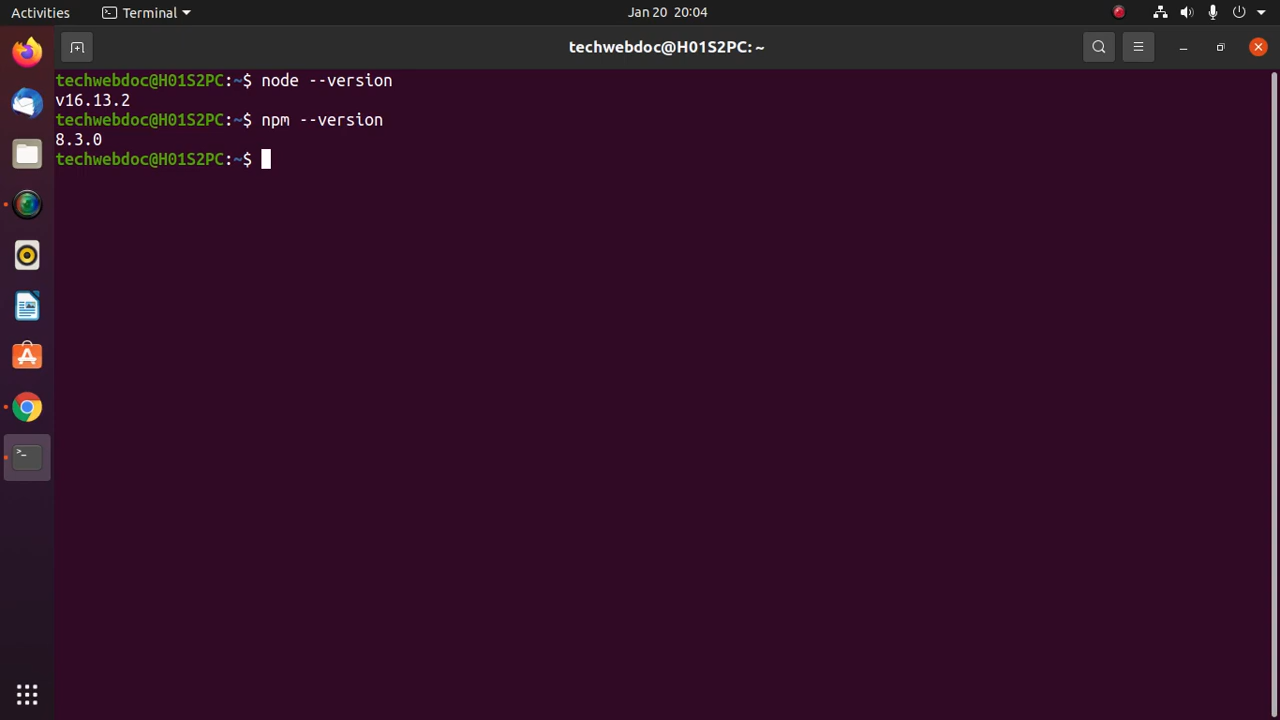 Activities Terminal Jan 20 20:04
techwebdoc@H01S2PC: ~
techwebdoc@H01S2PC:~$ node --version
v16.13.2
techwebdoc@H01S2PC:~$ npm --version
8.3.0
techwebdoc@H01S2PC:~$